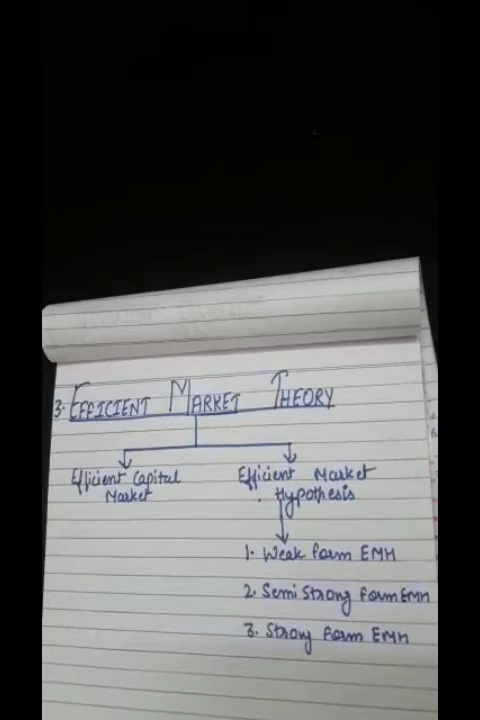 3. EFFICIENT MARKET THEORY
Efficient Capital
Market
Efficient Market
Hypothesis
1. Weak form EMH
2. Semi Strong form EMH
3. Strong form EMH